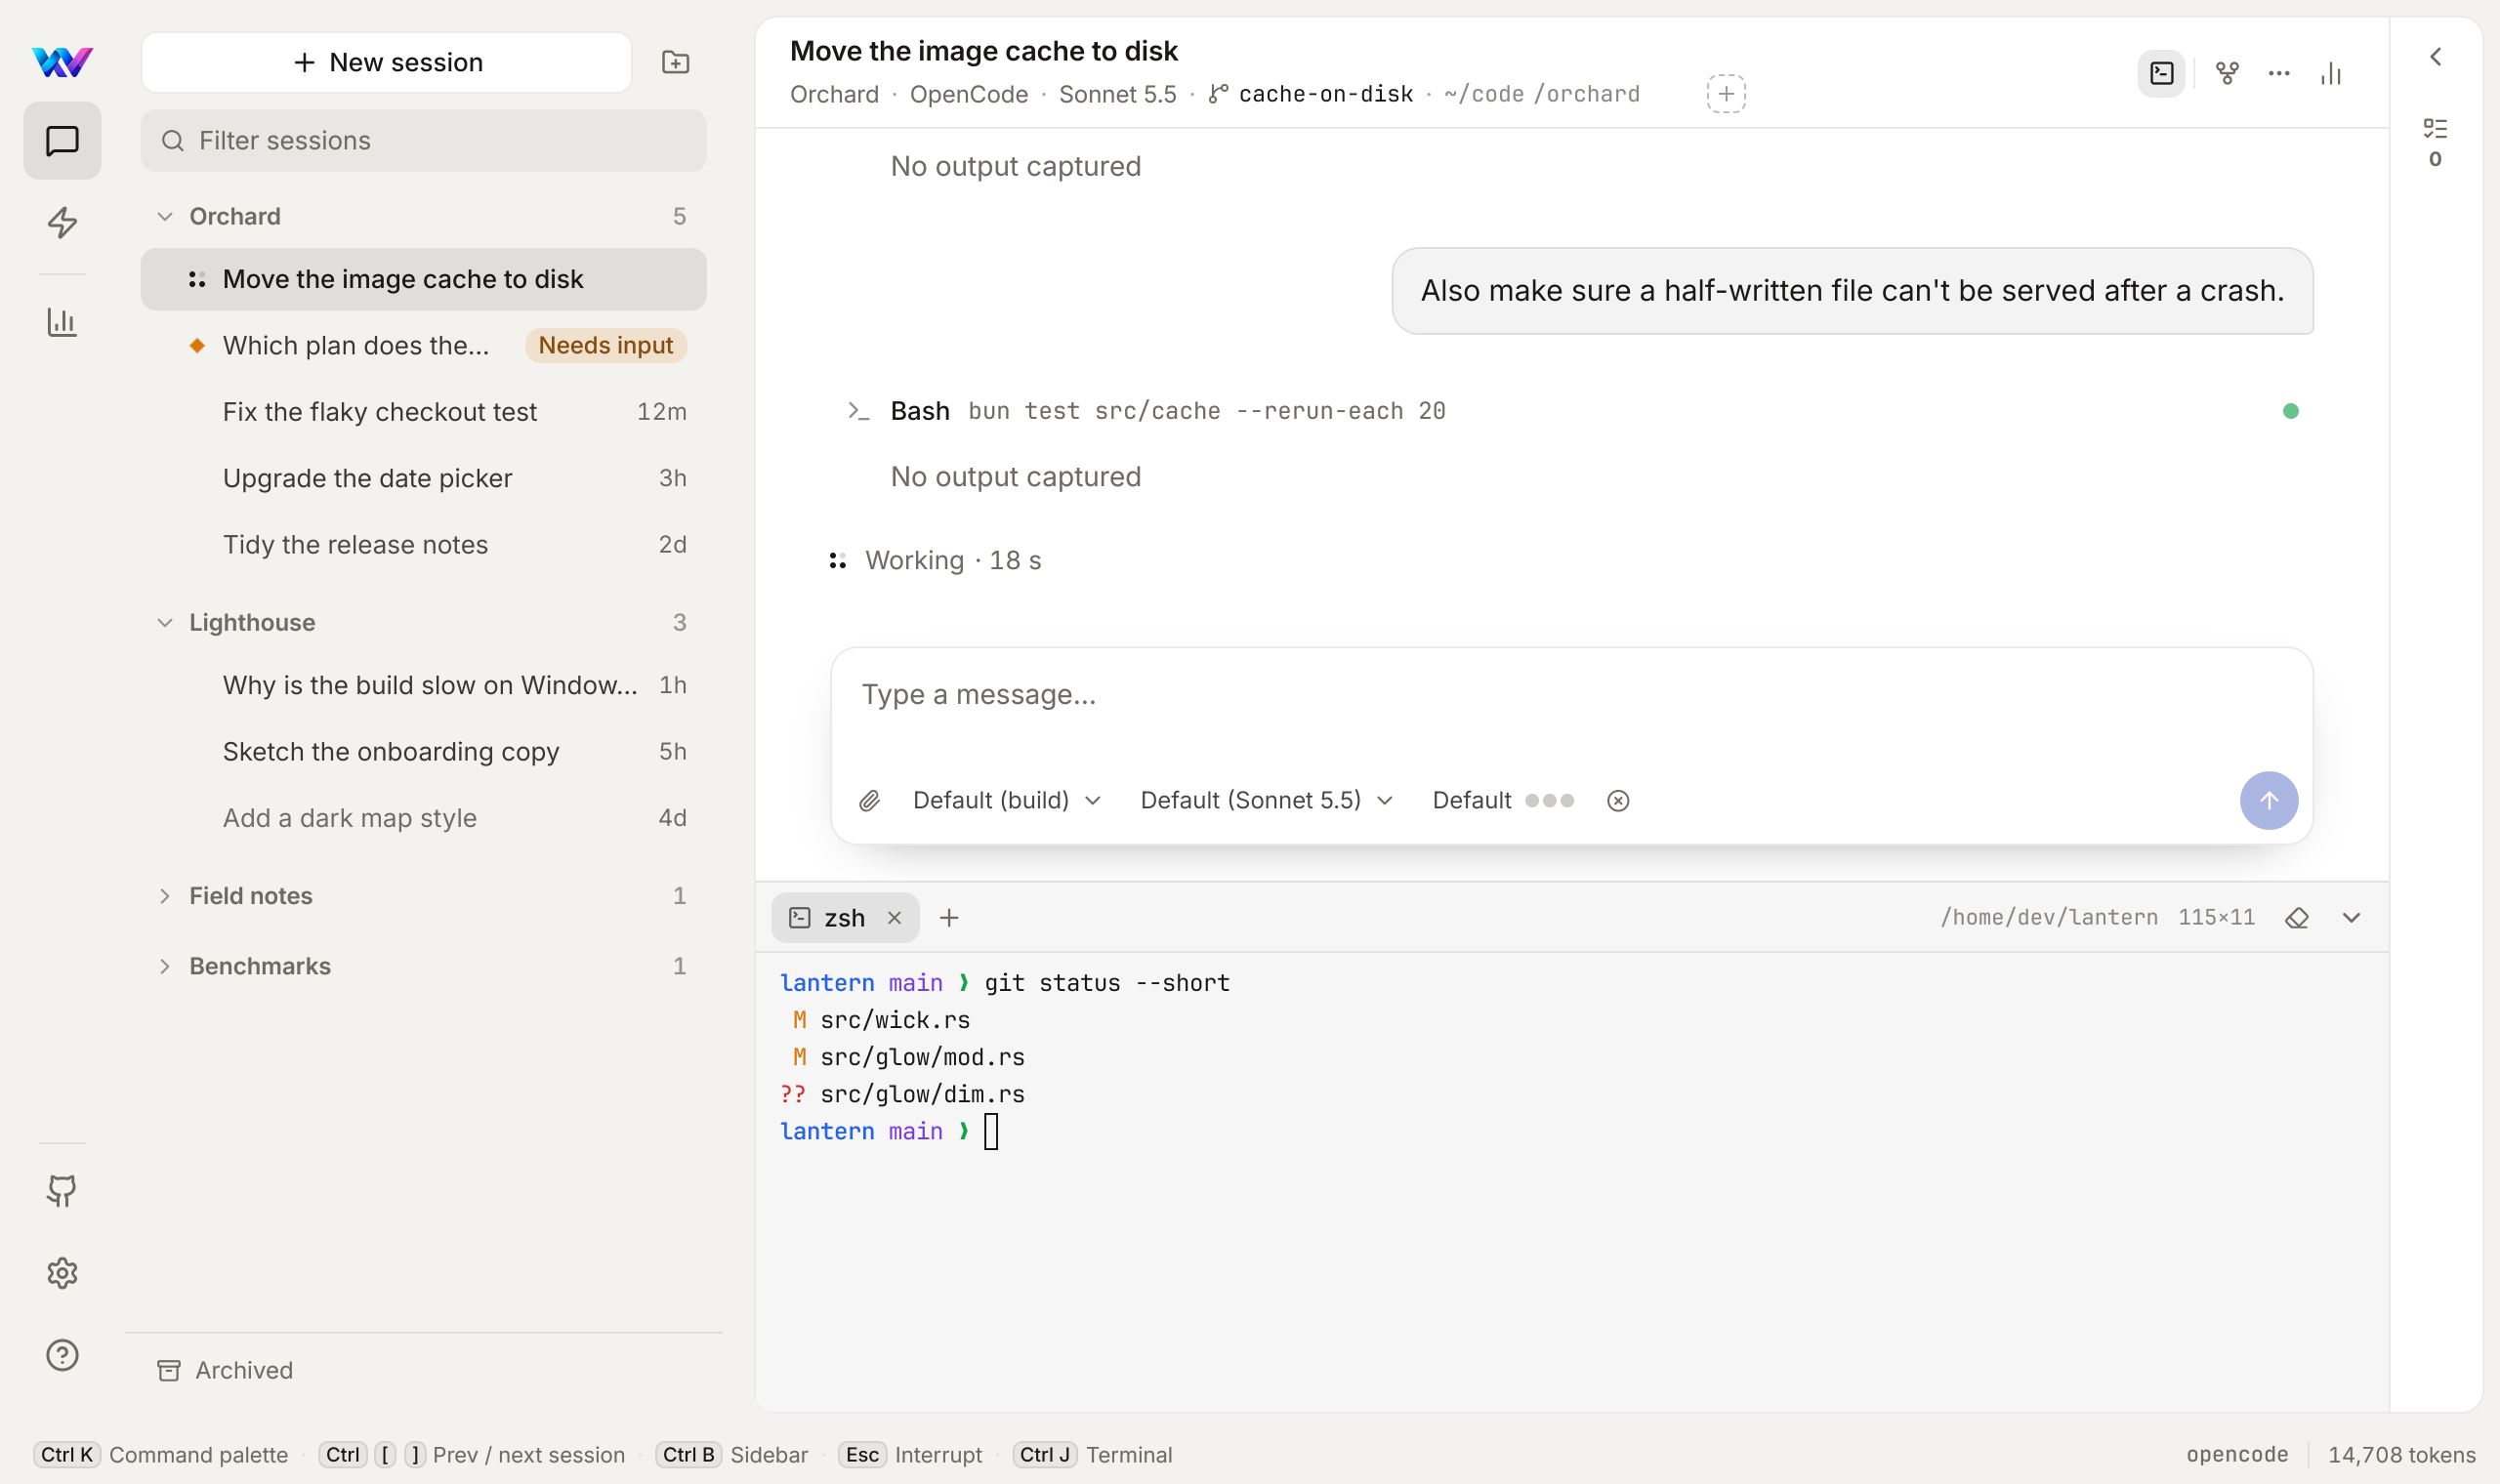 New session
Filter sessions
Orchard 5
Move the image cache to disk
Which plan does the... Needs input
Fix the flaky checkout test 12m
Upgrade the date picker 3h
Tidy the release notes 2d
Lighthouse 3
Why is the build slow on Window... 1h
Sketch the onboarding copy 5h
Add a dark map style 4d
Field notes 1
Benchmarks 1
Archived
Move the image cache to disk
Orchard · OpenCode · Sonnet 5.5 · cache-on-disk · ~/code /orchard
0
No output captured
Also make sure a half-written file can't be served after a crash.
Bash bun test src/cache --rerun-each 20
No output captured
Working · 18 s
Type a message...
Default (build) Default (Sonnet 5.5) Default
zsh /home/dev/lantern 115×11
lantern main ❯ git status --short
M src/wick.rs
M src/glow/mod.rs
?? src/glow/dim.rs
lantern main ❯
Ctrl K Command palette · Ctrl [ ] Prev / next session · Ctrl B Sidebar · Esc Interrupt · Ctrl J Terminal opencode 14,708 tokens